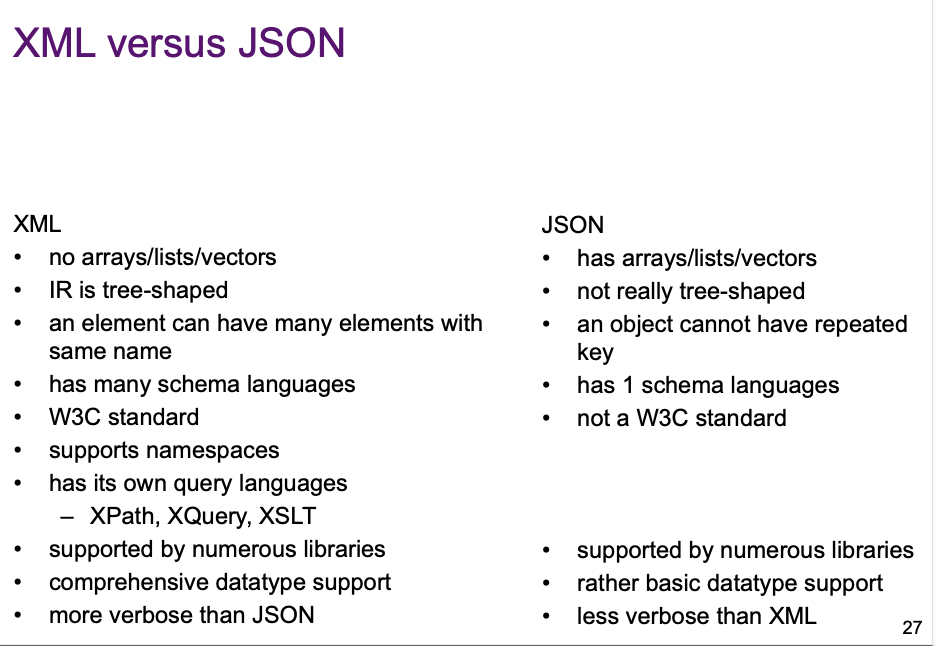 XML versus JSON
XML
• no arrays/lists/vectors
• IR is tree-shaped
• an element can have many elements with
same name
• has many schema languages
• W3C standard
• supports namespaces
• has its own query languages
– XPath, XQuery, XSLT
• supported by numerous libraries
• comprehensive datatype support
• more verbose than JSON
JSON
• has arrays/lists/vectors
• not really tree-shaped
• an object cannot have repeated
key
• has 1 schema languages
• not a W3C standard
• supported by numerous libraries
• rather basic datatype support
• less verbose than XML
27